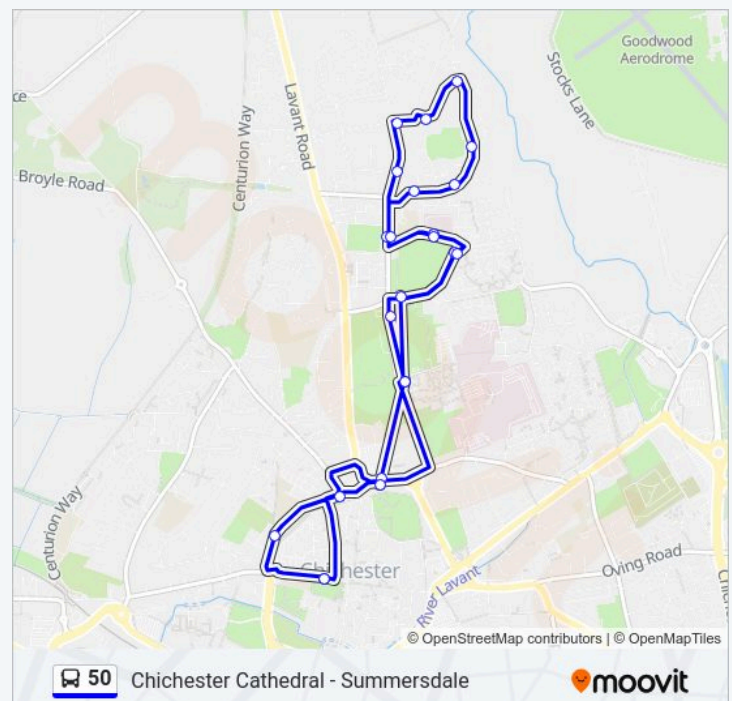 Goodwood
Aerodrome
Stocks Lane
Lavant Road
Centurion Way
Broyle Road
Centurion Way
Chichester
Oving Road
River Lavant
© OpenStreetMap contributors | © OpenMapTiles
50 Chichester Cathedral - Summersdale
moovit